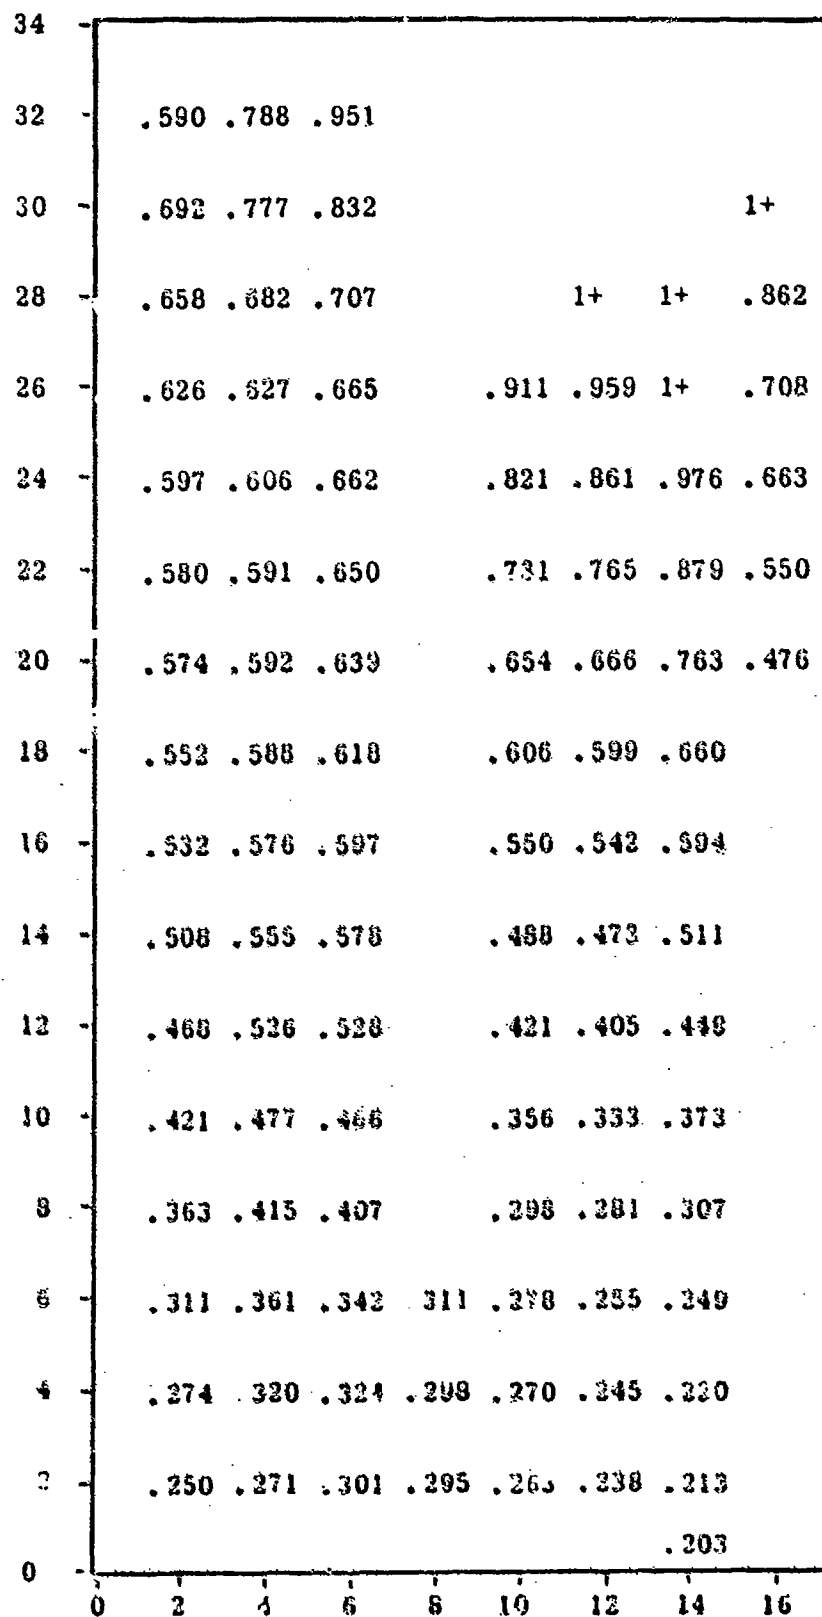 34
32 .590 .788 .951
30 .692 .777 .832 1+
28 .658 .682 .707 1+ 1+ .862
26 .626 .627 .665 .911 .959 1+ .708
24 .597 .606 .662 .821 .861 .976 .663
22 .580 .591 .650 .731 .765 .879 .550
20 .574 .592 .639 .654 .666 .763 .476
18 .552 .588 .618 .606 .599 .660
16 .532 .576 .597 .550 .542 .594
14 .508 .555 .578 .488 .473 .511
12 .468 .526 .528 .421 .405 .448
10 .421 .477 .466 .356 .333 .373
8 .363 .415 .407 .298 .281 .307
6 .311 .361 .342 311 .278 .255 .249
4 .274 320 .324 .298 .270 .245 .220
2 .250 .271 .301 .295 .238 .213
.203
0
0 2 4 6 8 10 12 14 16